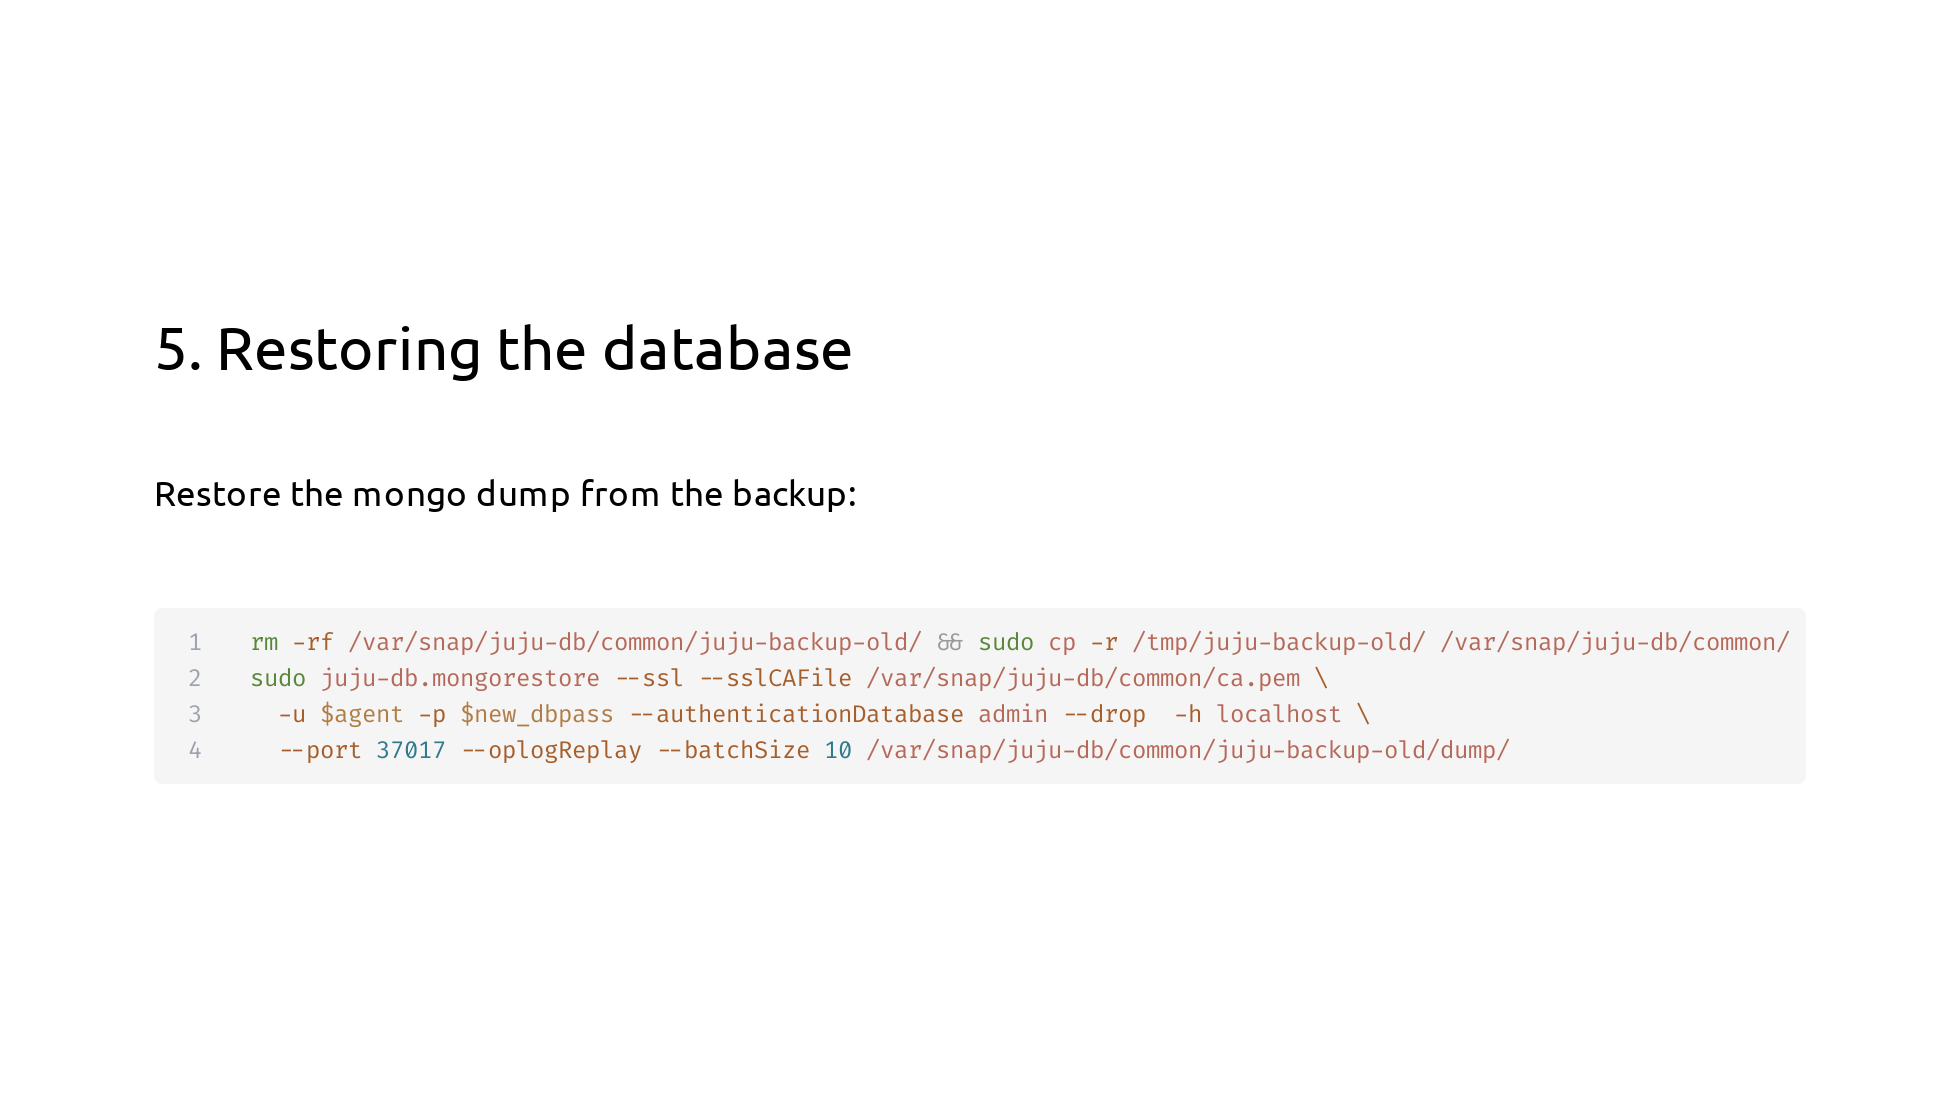 5. Restoring the database
Restore the mongo dump from the backup:
1 rm -rf /var/snap/juju-db/common/juju-backup-old/ && sudo cp -r /tmp/juju-backup-old/ /var/snap/juju-db/common/
2 sudo juju-db.mongorestore --ssl --sslCAFile /var/snap/juju-db/common/ca.pem \
3   -u $agent -p $new_dbpass --authenticationDatabase admin --drop  -h localhost \
4   --port 37017 --oplogReplay --batchSize 10 /var/snap/juju-db/common/juju-backup-old/dump/